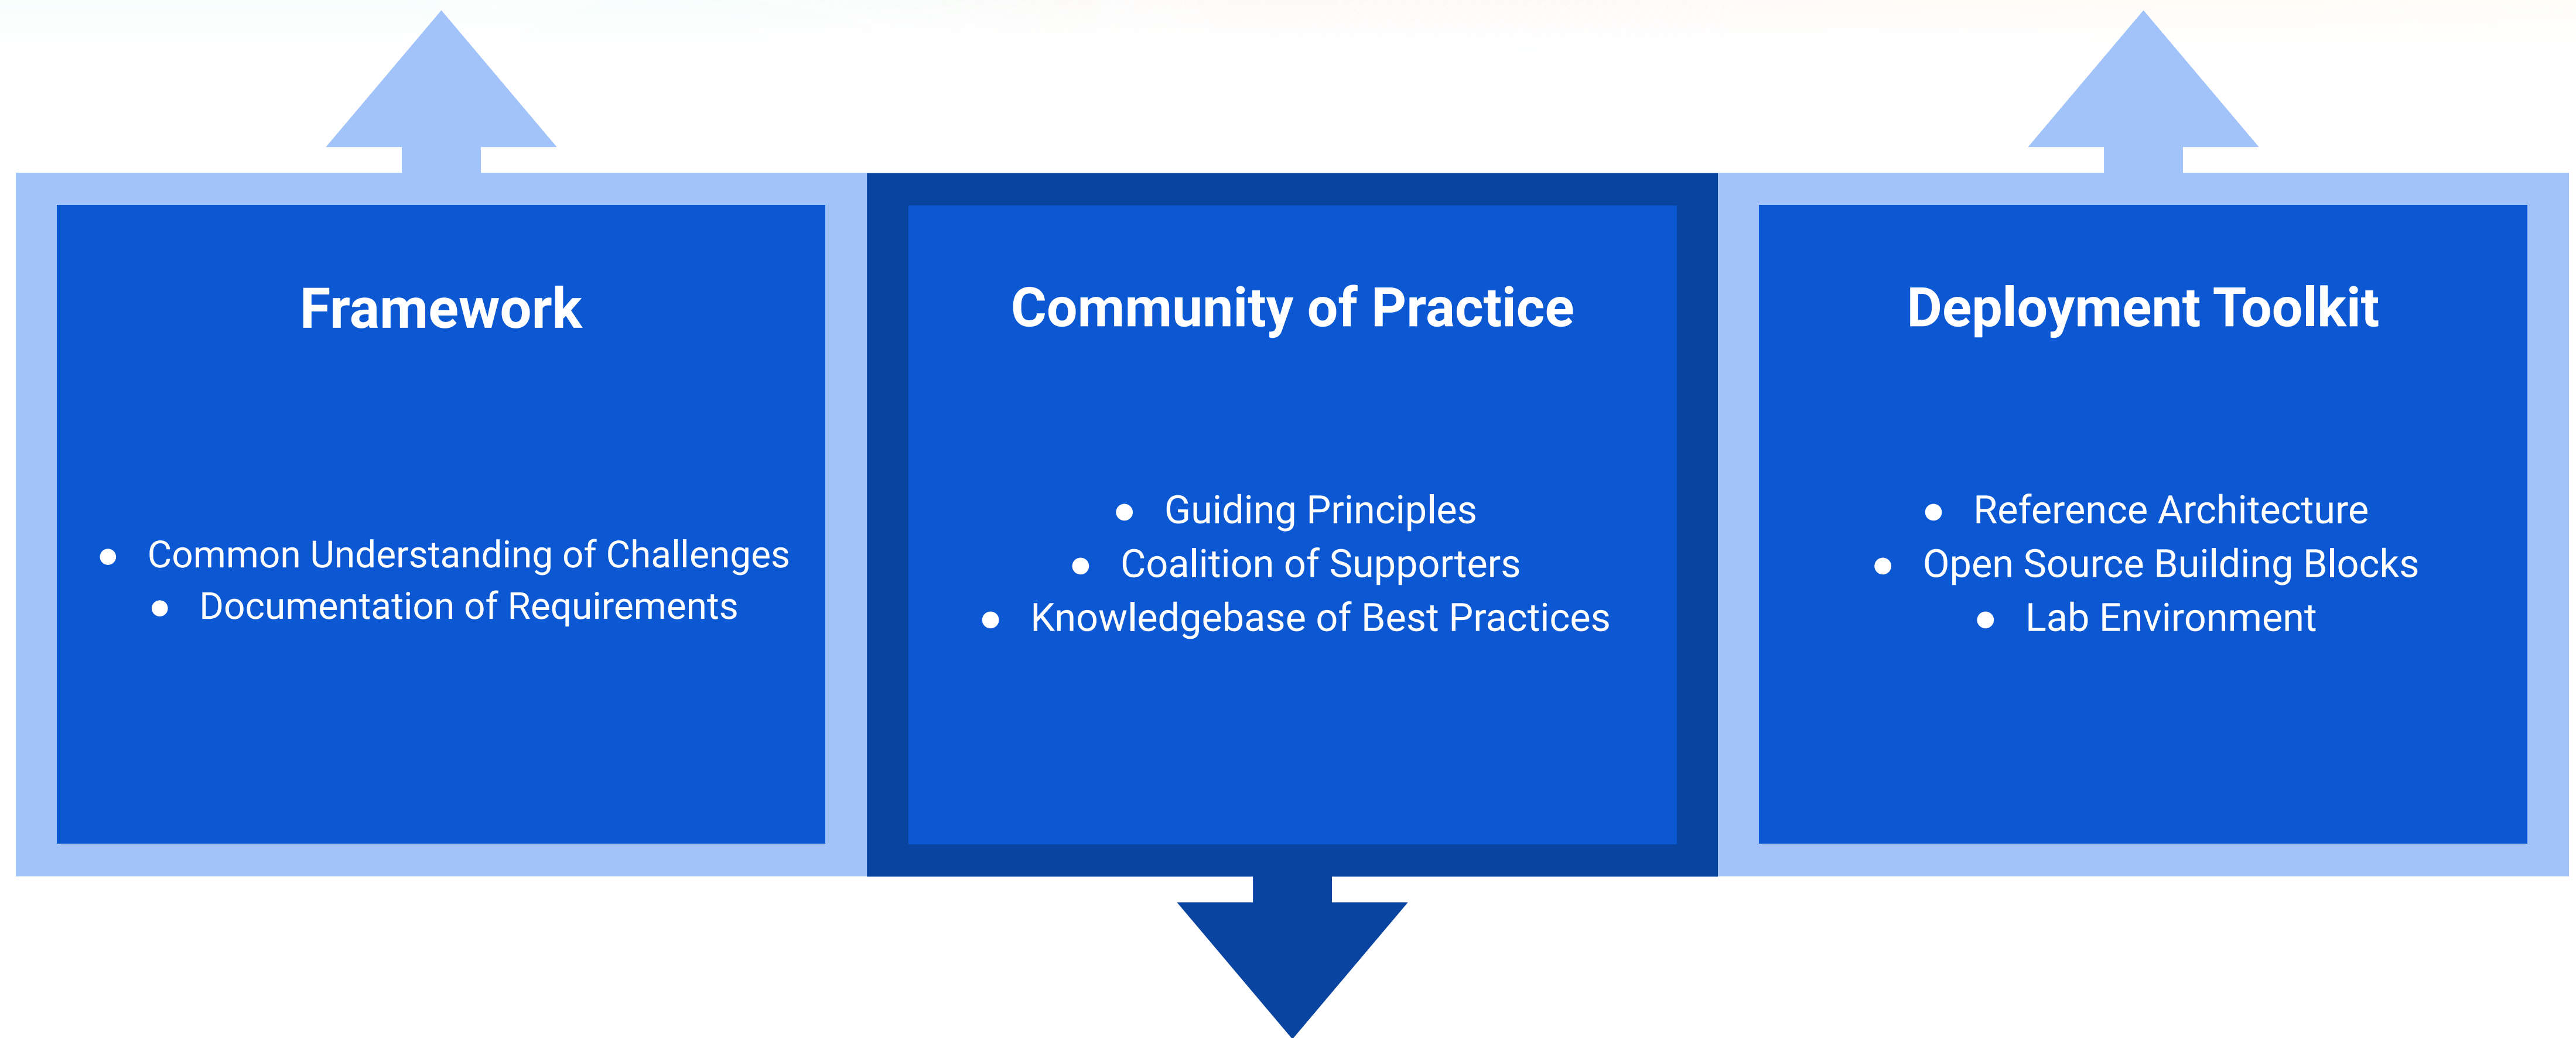 Framework
● Common Understanding of Challenges
● Documentation of Requirements
Community of Practice
● Guiding Principles
● Coalition of Supporters
● Knowledgebase of Best Practices
Deployment Toolkit
● Reference Architecture
● Open Source Building Blocks
● Lab Environment